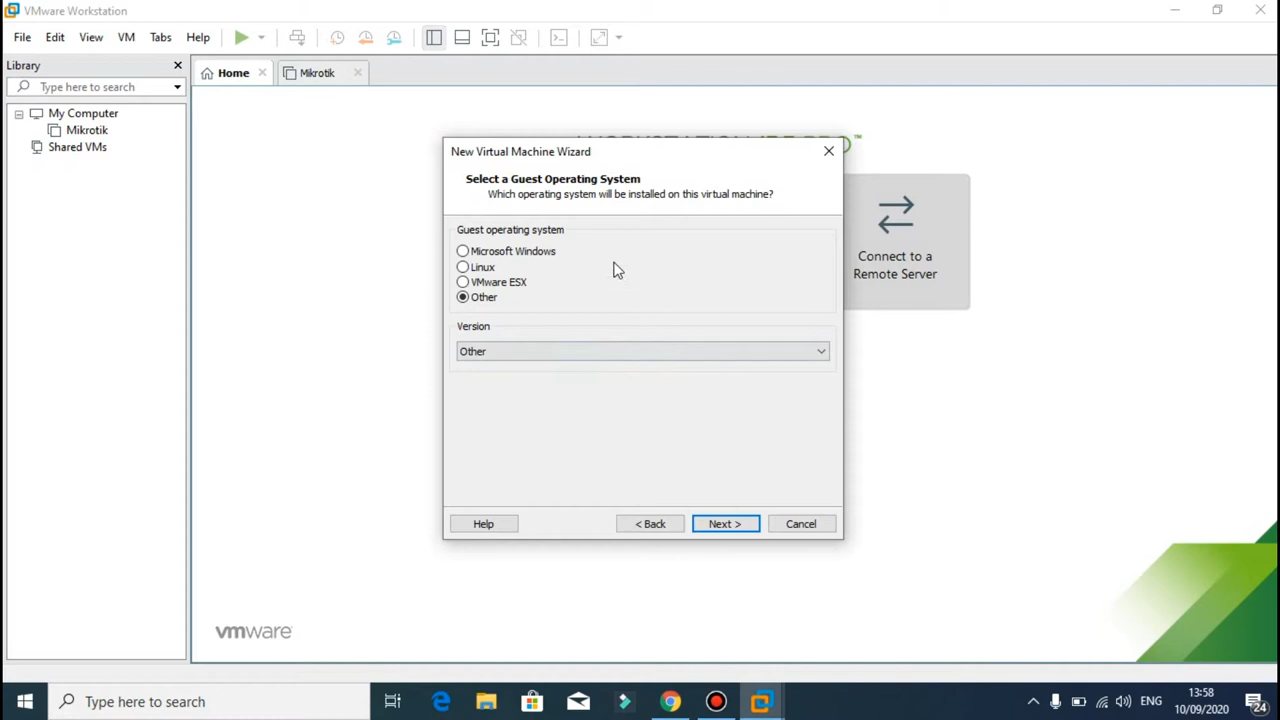 VMware Workstation
File Edit View VM Tabs Help
Library
Home
Mikrotik
Type here to search
My Computer
Mikrotik
Shared VMs
™
New Virtual Machine Wizard
Select a Guest Operating System
Which operating system will be installed on this virtual machine?
Guest operating system
Microsoft Windows
Linux
VMware ESX
Other
Version
Other
Help
< Back
Next >
Cancel
Connect to a
Remote Server
vmware
Type here to search
ENG
13:58
10/09/2020
24